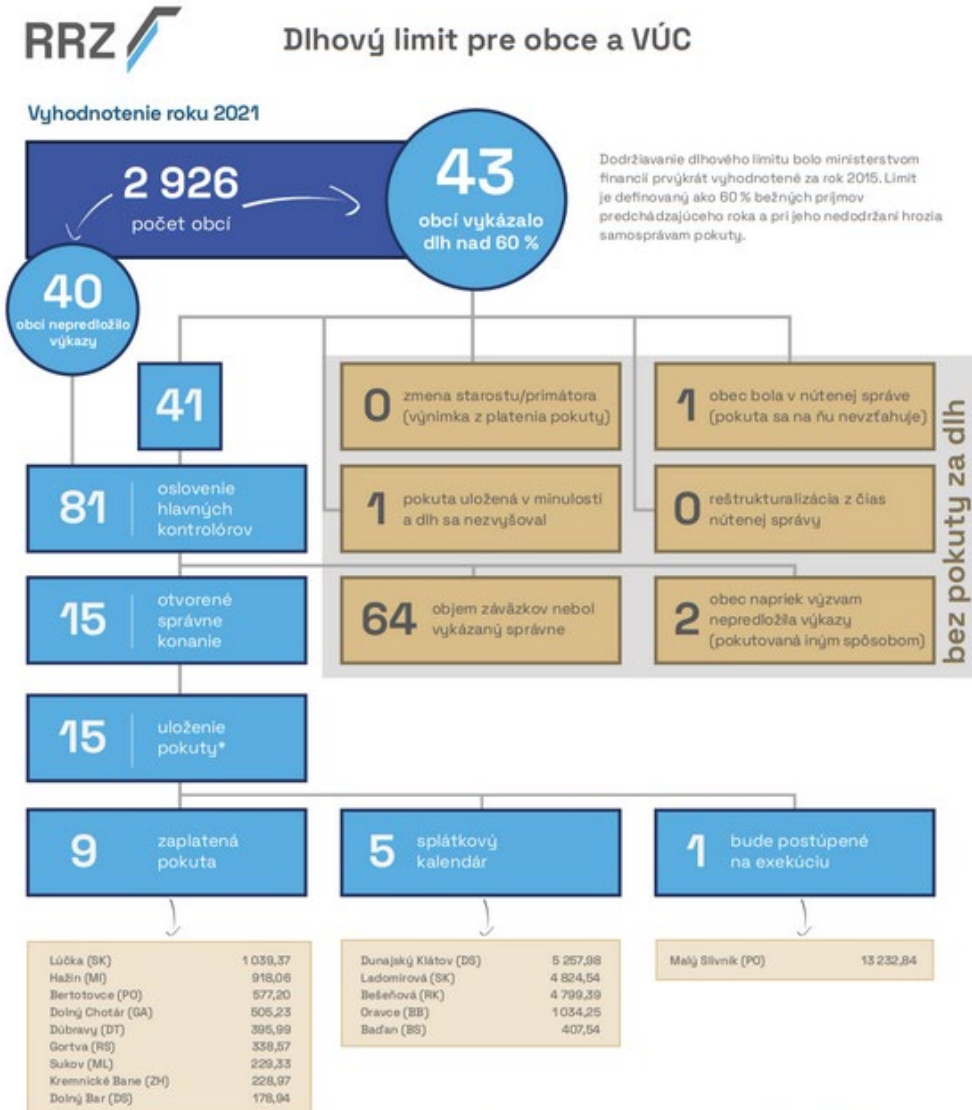 RRZ
Dlhový limit pre obce a VÚC
Vyhodnotenie roku 2021
2 926
počet obcí
43
obcí vykázalo
dlh nad 60 %
Dodržiavanie dlhového limitu bolo ministerstvom
financií prvýkrát vyhodnotené za rok 2015. Limit
je definovaný ako 60 % bežných príjmov
predchádzajúceho roka a pri jeho nedodržaní hrozia
samosprávam pokuty.
40
obcí nepredložilo
výkazy
41
0
zmena starostu/primátora
(výnimka z platenia pokuty)
1
obec bola v nútenej správe
(pokuta sa na ňu nevzťahuje)
81
oslovenie
hlavných
kontrolórov
1
pokuta uložená v minulosti
a dlh sa nezvyšoval
0
reštrukturalizácia z čias
nútenej správy
15
otvorené
správne
konanie
64
objem záväzkov nebol
vykázaný správne
2
obec napriek výzvam
nepredložila výkazy
(pokutovaná iným spôsobom)
bez pokuty za dlh
15
uloženie
pokuty*
9
zaplatená
pokuta
5
splátkový
kalendár
1
bude postúpené
na exekúciu
Lúčka (SK) 1 039,37
Hažín (MI) 918,06
Bertotovce (PO) 577,20
Dolný Chotár (GA) 505,23
Dúbravy (DT) 395,99
Gortva (RS) 338,57
Sukov (ML) 229,33
Kremnické Bane (ZH) 228,97
Dolný Bar (DS) 178,94
Dunajský Klátov (DS) 5 257,98
Ladomirová (SK) 4 824,54
Bešeňová (RK) 4 799,39
Oravce (BB) 1 034,25
Baďan (BS) 407,54
Malý Slivník (PO) 13 232,84